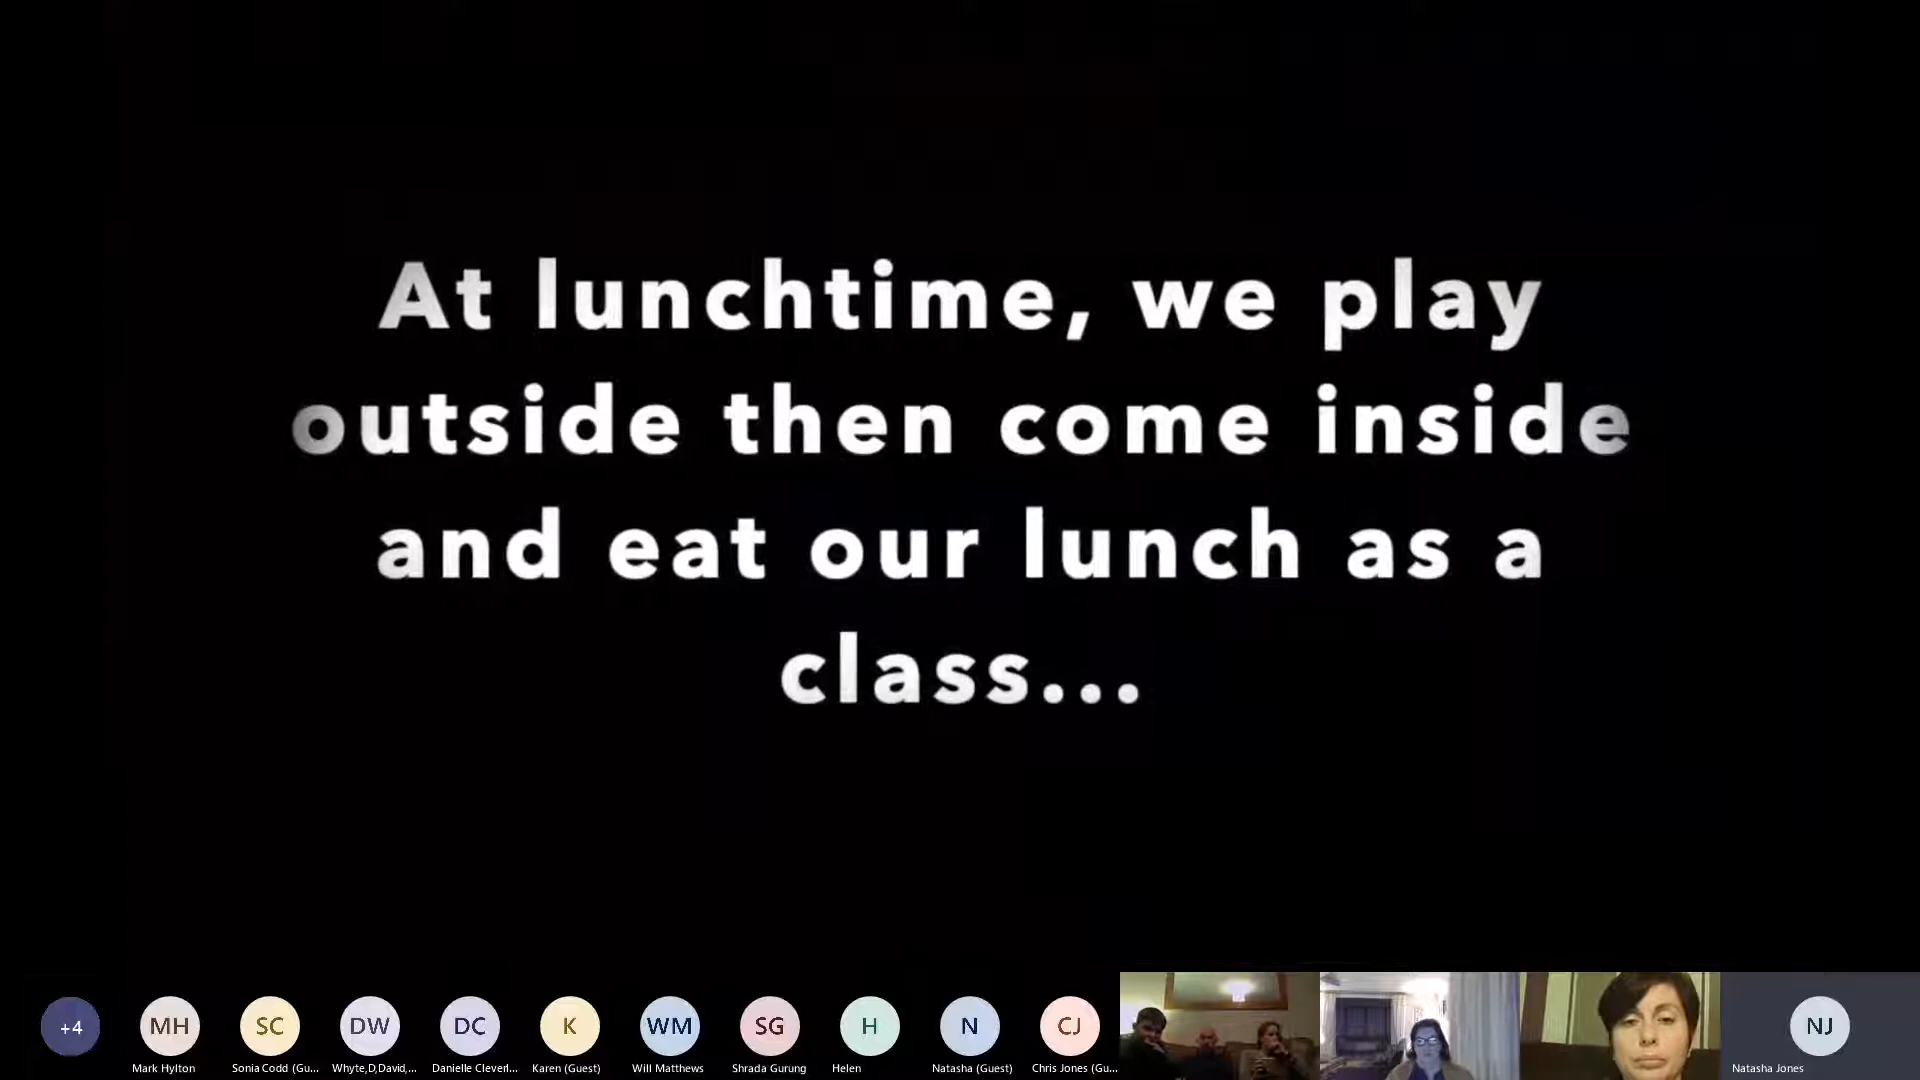 At lunchtime, we play
outside then come inside
and eat our lunch as a
class...
+4
MH
SC
DW
DC
K
WM
SG
H
N
CJ
NJ
Mark Hylton
Sonia Codd (Gu...
Whyte,D,David,...
Danielle Cleverl...
Karen (Guest)
Will Matthews
Shrada Gurung
Helen
Natasha (Guest)
Chris Jones (Gu...
Natasha Jones